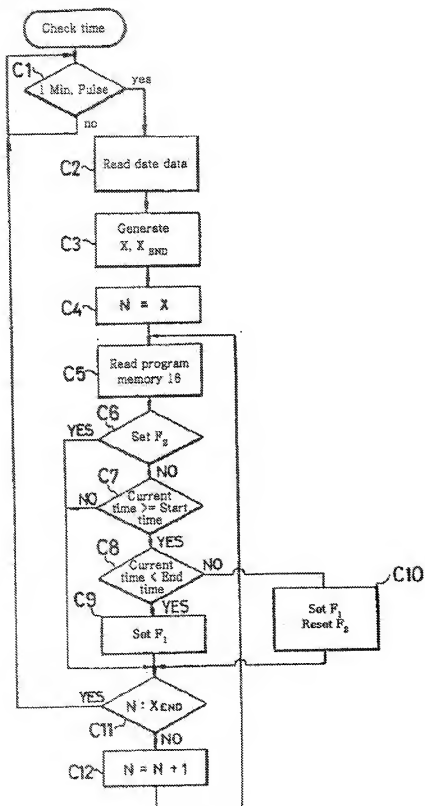 Check time
C1
1 Min, Pulse
yes
no
C2
Read date data
C3
Generate
X, X END
C4
N = X
C5
Read program
memory 16
C6
YES
Set F2
NO
C7
NO
Current
time >= Start
time
YES
C8
Current
time < End
time
NO
C10
YES
Set F1
Reset F2
C9
Set F1
YES
N : XEND
C11
NO
C12
N = N + 1